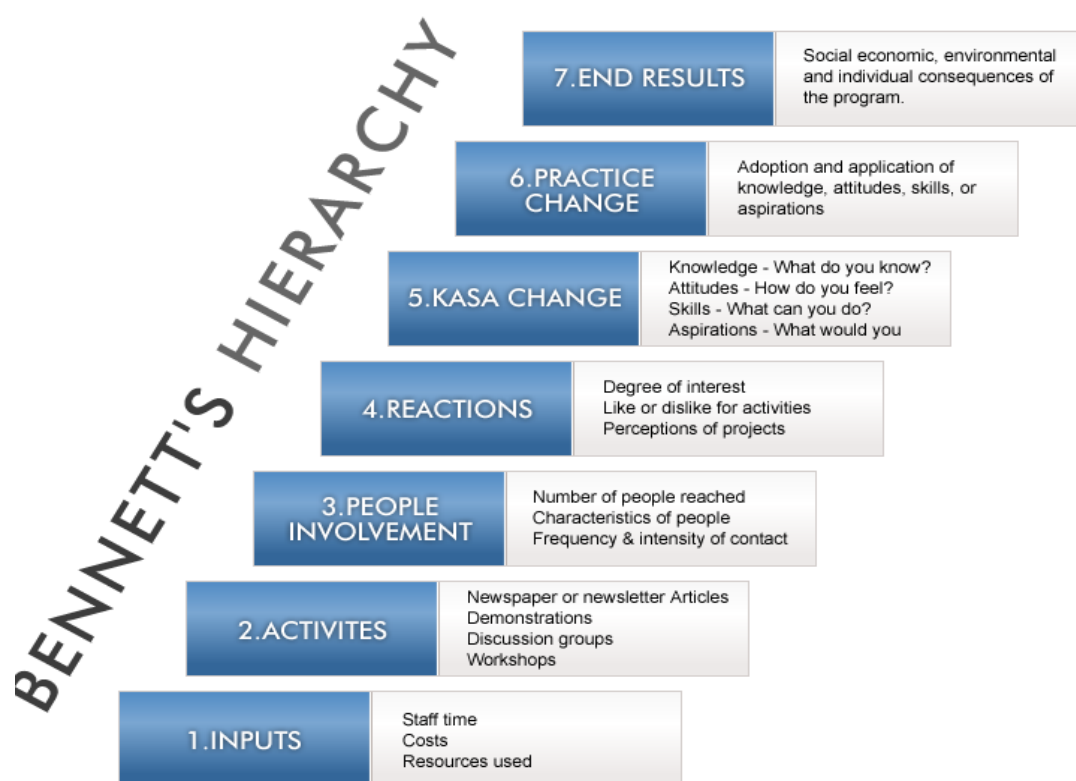 BENNETT'S HIERARCHY
7.END RESULTS
Social economic, environmental
and individual consequences of
the program.
6.PRACTICE
CHANGE
Adoption and application of
knowledge, attitudes, skills, or
aspirations
5.KASA CHANGE
Knowledge - What do you know?
Attitudes - How do you feel?
Skills - What can you do?
Aspirations - What would you
4.REACTIONS
Degree of interest
Like or dislike for activities
Perceptions of projects
3.PEOPLE
INVOLVEMENT
Number of people reached
Characteristics of people
Frequency & intensity of contact
2.ACTIVITES
Newspaper or newsletter Articles
Demonstrations
Discussion groups
Workshops
1.INPUTS
Staff time
Costs
Resources used